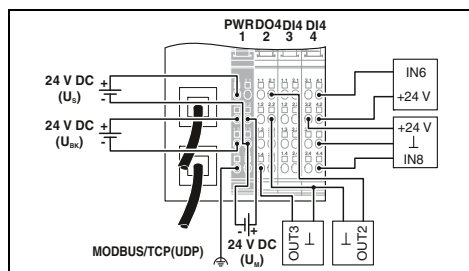 PWR DO4 DI4 DI4
1 2 3 4
24 V DC
(US)
+
-
24 V DC
(UBK)
+
-
IN6
+24 V
+24 V
⊥
IN8
MODBUS/TCP(UDP)
- +
24 V DC
(UM)
OUT3
⊥
⊥
OUT2